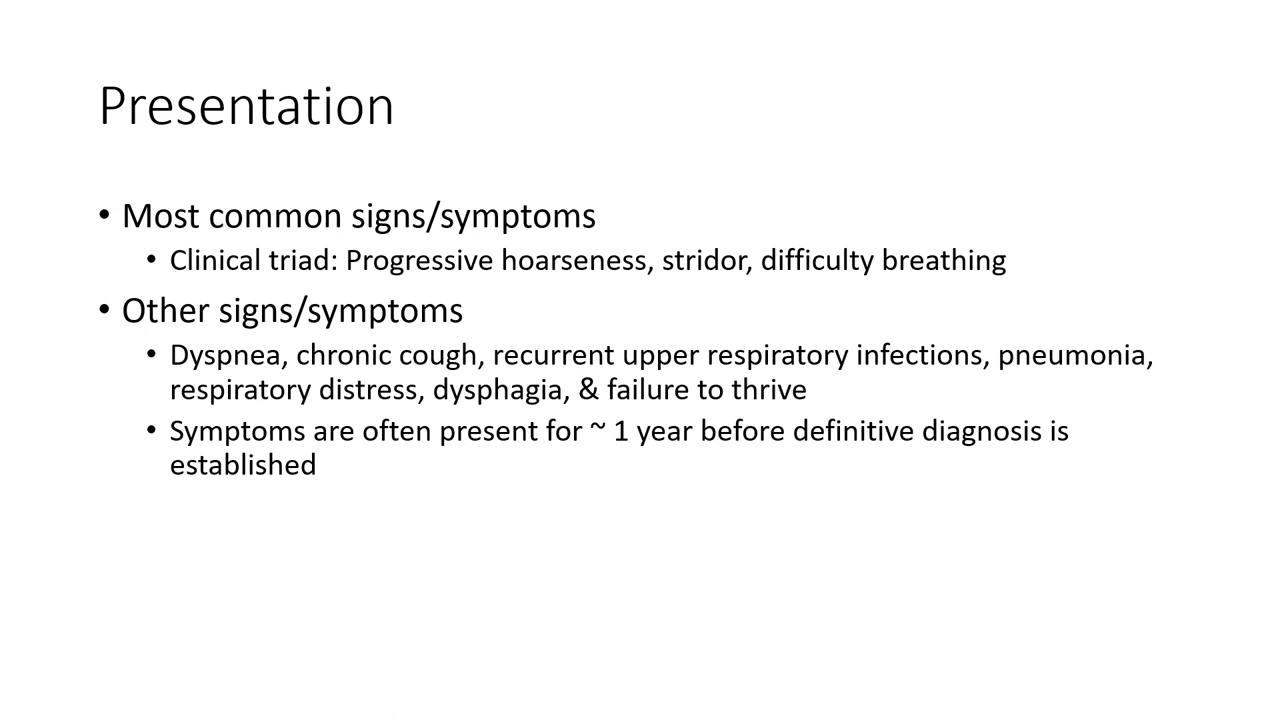 Presentation
• Most common signs/symptoms
• Clinical triad: Progressive hoarseness, stridor, difficulty breathing
• Other signs/symptoms
• Dyspnea, chronic cough, recurrent upper respiratory infections, pneumonia,
respiratory distress, dysphagia, & failure to thrive
• Symptoms are often present for ~ 1 year before definitive diagnosis is
established